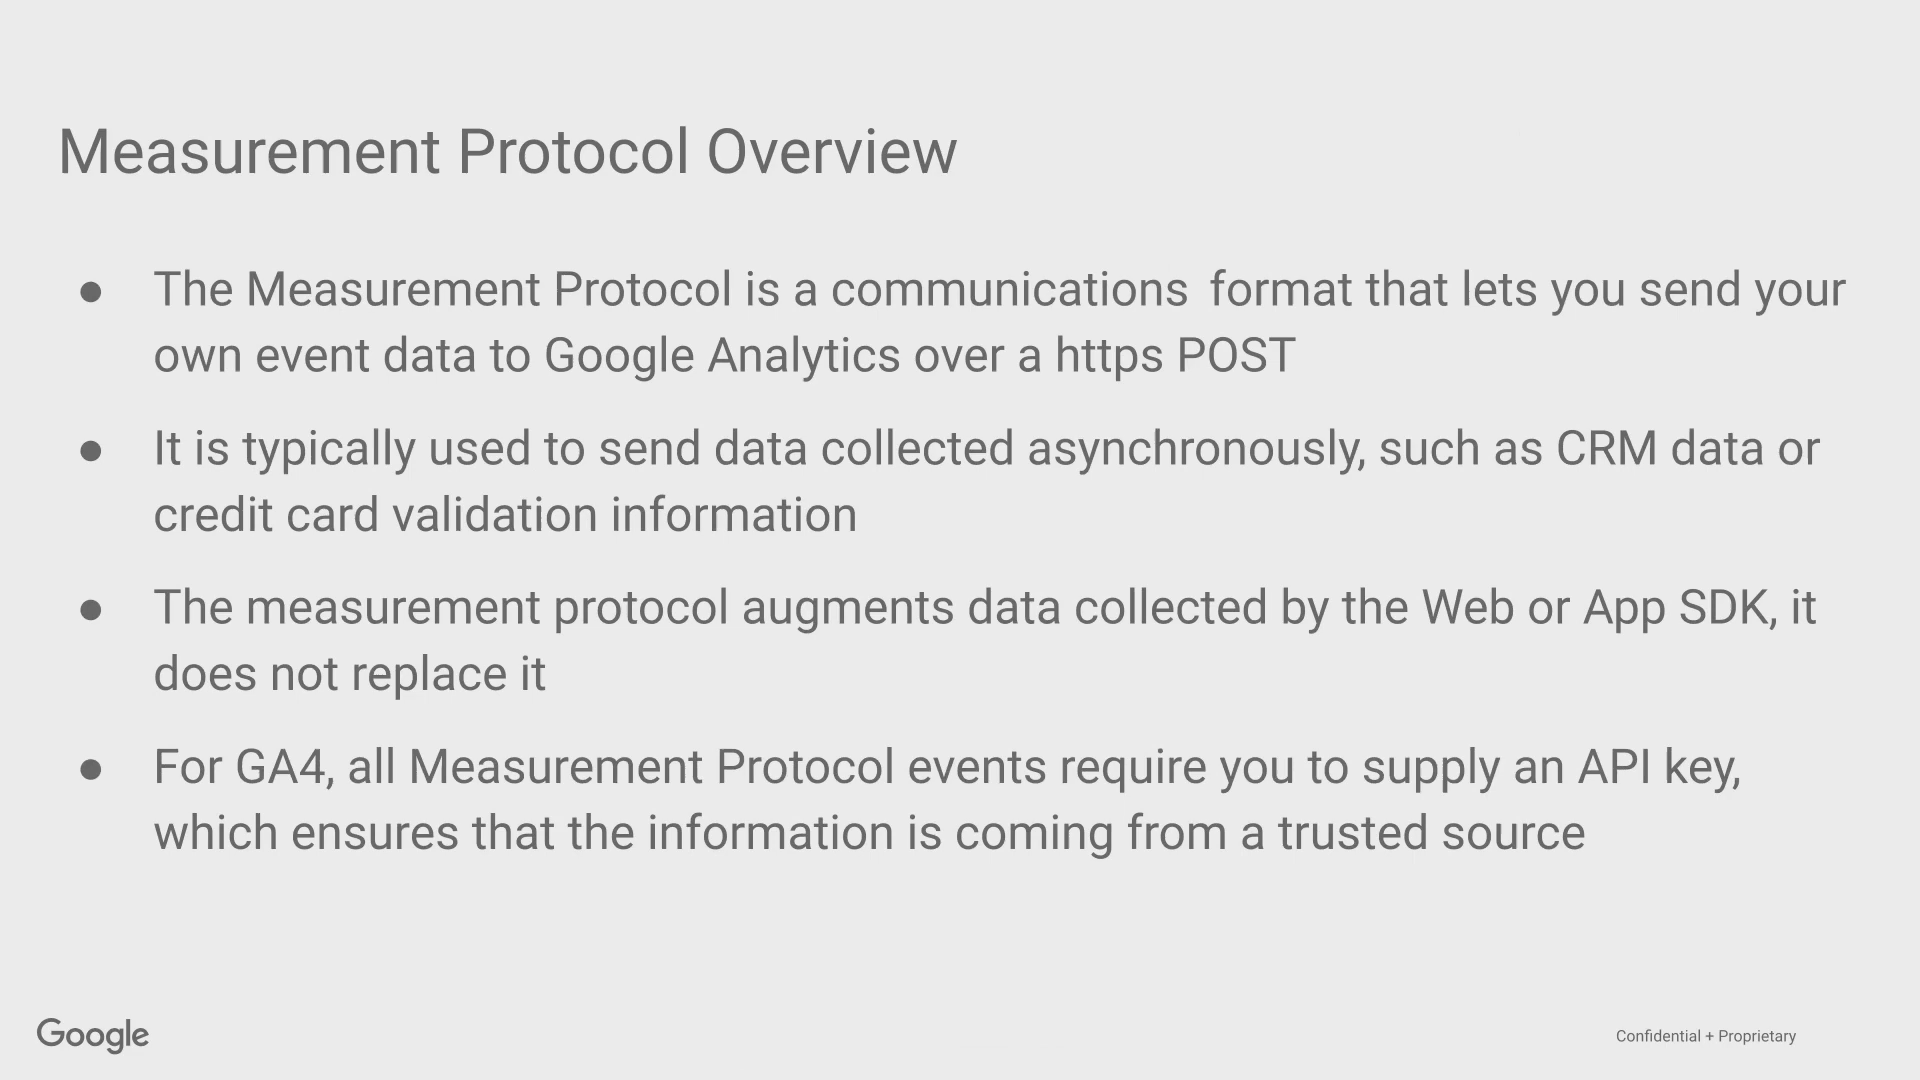 Measurement Protocol Overview
● The Measurement Protocol is a communications format that lets you send your
own event data to Google Analytics over a https POST
● It is typically used to send data collected asynchronously, such as CRM data or
credit card validation information
● The measurement protocol augments data collected by the Web or App SDK, it
does not replace it
● For GA4, all Measurement Protocol events require you to supply an API key,
which ensures that the information is coming from a trusted source
Google
Confidential + Proprietary